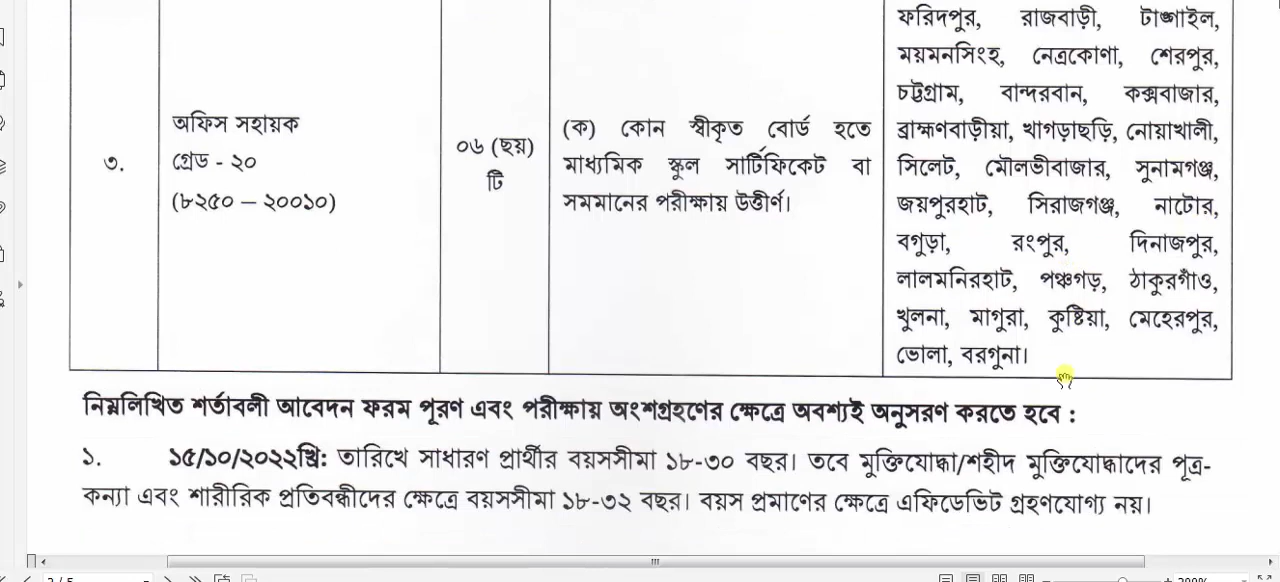 ফরিদপুর, রাজবাড়ী, টাঙ্গাইল,
ময়মনসিংহ, নেত্রকোণা, শেরপুর,
চট্টগ্রাম, বান্দরবান, কক্সবাজার,
ব্রাহ্মণবাড়ীয়া, খাগড়াছড়ি, নোয়াখালী,
সিলেট, মৌলভীবাজার, সুনামগঞ্জ,
জয়পুরহাট, সিরাজগঞ্জ, নাটোর,
বগুড়া, রংপুর, দিনাজপুর,
লালমনিরহাট, পঞ্চগড়, ঠাকুরগাঁও,
খুলনা, মাগুরা, কুষ্টিয়া, মেহেরপুর,
ভোলা, বরগুনা।
৩.
অফিস সহায়ক
গ্রেড - ২০
(৮২৫০ – ২০০১০)
০৬ (ছয়)
টি
(ক) কোন স্বীকৃত বোর্ড হতে
মাধ্যমিক স্কুল সার্টিফিকেট বা
সমমানের পরীক্ষায় উত্তীর্ণ।
নিম্নলিখিত শর্তাবলী আবেদন ফরম পূরণ এবং পরীক্ষায় অংশগ্রহণের ক্ষেত্রে অবশ্যই অনুসরণ করতে হবে :
১. ১৫/১০/২০২২খ্রি: তারিখে সাধারণ প্রার্থীর বয়সসীমা ১৮-৩০ বছর। তবে মুক্তিযোদ্ধা/শহীদ মুক্তিযোদ্ধাদের পুত্র-
কন্যা এবং শারীরিক প্রতিবন্ধীদের ক্ষেত্রে বয়সসীমা ১৮-৩২ বছর। বয়স প্রমাণের ক্ষেত্রে এফিডেভিট গ্রহণযোগ্য নয়।